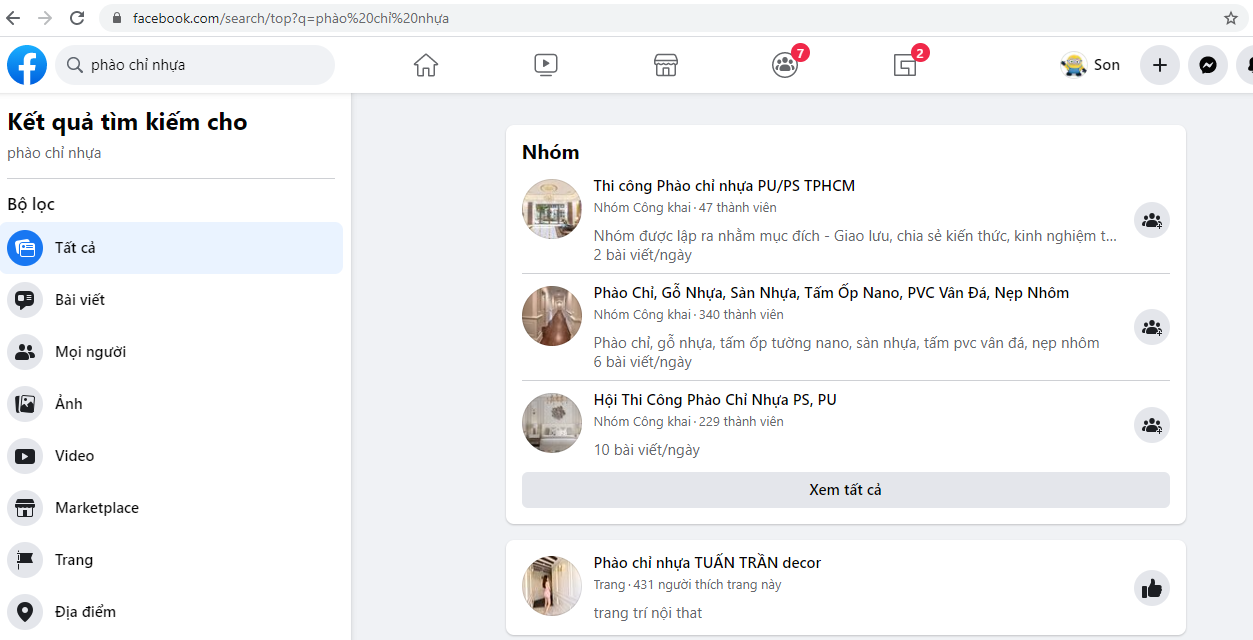 facebook.com/search/top?q=phào%20chỉ%20nhựa
phào chỉ nhựa
7
2
Son
Kết quả tìm kiếm cho
phào chỉ nhựa
Bộ lọc
Tất cả
Bài viết
Mọi người
Ảnh
Video
Marketplace
Trang
Địa điểm
Nhóm
Thi công Phào chỉ nhựa PU/PS TPHCM
Nhóm Công khai · 47 thành viên
Nhóm được lập ra nhằm mục đích - Giao lưu, chia sẻ kiến thức, kinh nghiệm t...
2 bài viết/ngày
Phào Chỉ, Gỗ Nhựa, Sàn Nhựa, Tấm Ốp Nano, PVC Vân Đá, Nẹp Nhôm
Nhóm Công khai · 340 thành viên
Phào chỉ, gỗ nhựa, tấm ốp tường nano, sàn nhựa, tấm pvc vân đá, nẹp nhôm
6 bài viết/ngày
Hội Thi Công Phào Chỉ Nhựa PS, PU
Nhóm Công khai · 229 thành viên
10 bài viết/ngày
Xem tất cả
Phào chỉ nhựa TUẤN TRẦN decor
Trang · 431 người thích trang này
trang trí nội that